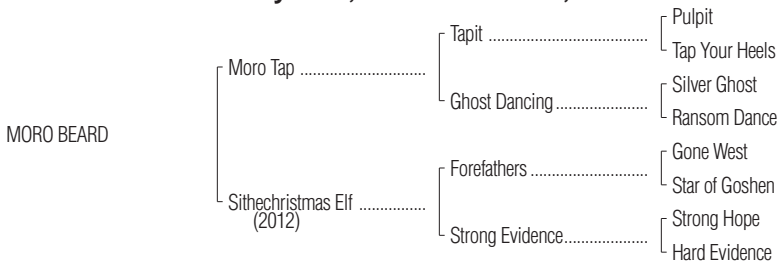 Pulpit
Tapit ........................................
Tap Your Heels
Moro Tap ...............................
Silver Ghost
Ghost Dancing.......................
Ransom Dance
MORO BEARD
Gone West
Forefathers .............................
Star of Goshen
Sithechristmas Elf ................
(2012)
Strong Hope
Strong Evidence.....................
Hard Evidence